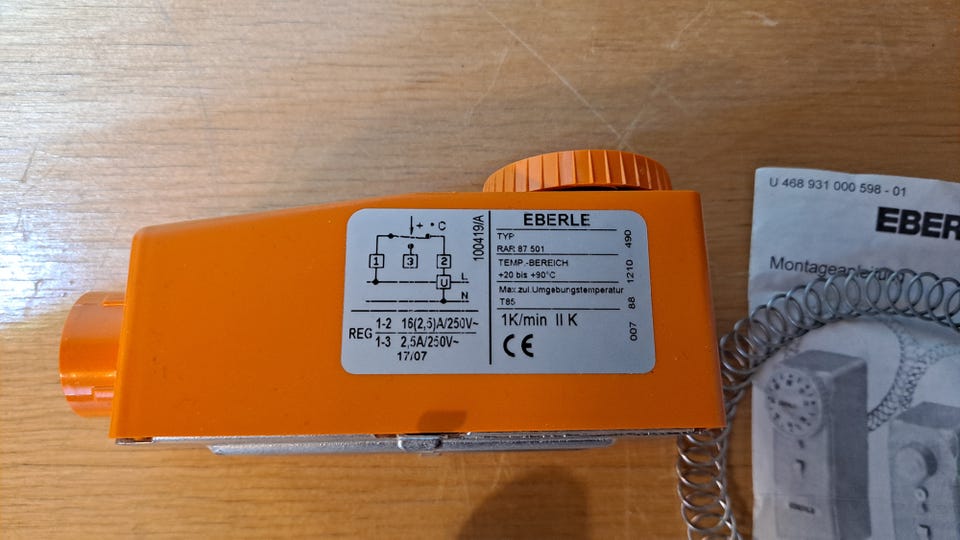 + °C
1 3 2
U
L
N
REG 1-2 16(2,5)A/250V~
1-3 2,5A/250V~
17/07
100419/A
EBERLE
TYP
RAR 87 501
TEMP.-BEREICH
+20 bis +90°C
Max.zul.Umgebungstemperatur
T85
1K/min II K
CE
007 88 1210 490
U 468 931 000 598 - 01
EBER
Montageanleitu
EBERLE